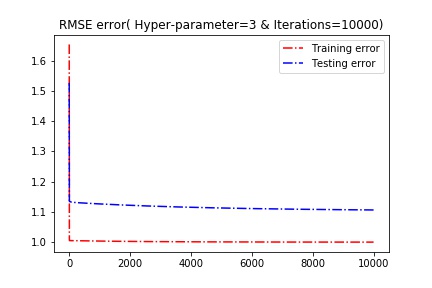 RMSE error( Hyper-parameter=3 & Iterations=10000)
Training error
Testing error
1.6
1.5
1.4
1.3
1.2
1.1
1.0
0 2000 4000 6000 8000 10000